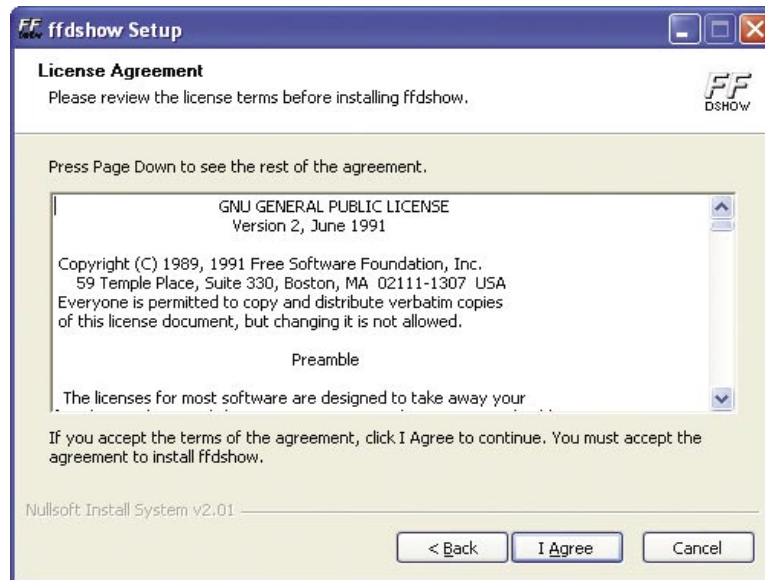 ffdshow Setup
License Agreement
Please review the license terms before installing ffdshow.
FF
DSHOW
Press Page Down to see the rest of the agreement.
GNU GENERAL PUBLIC LICENSE
Version 2, June 1991
Copyright (C) 1989, 1991 Free Software Foundation, Inc.
59 Temple Place, Suite 330, Boston, MA  02111-1307  USA
Everyone is permitted to copy and distribute verbatim copies
of this license document, but changing it is not allowed.
Preamble
The licenses for most software are designed to take away your
If you accept the terms of the agreement, click I Agree to continue. You must accept the
agreement to install ffdshow.
Nullsoft Install System v2.01
< Back
I Agree
Cancel